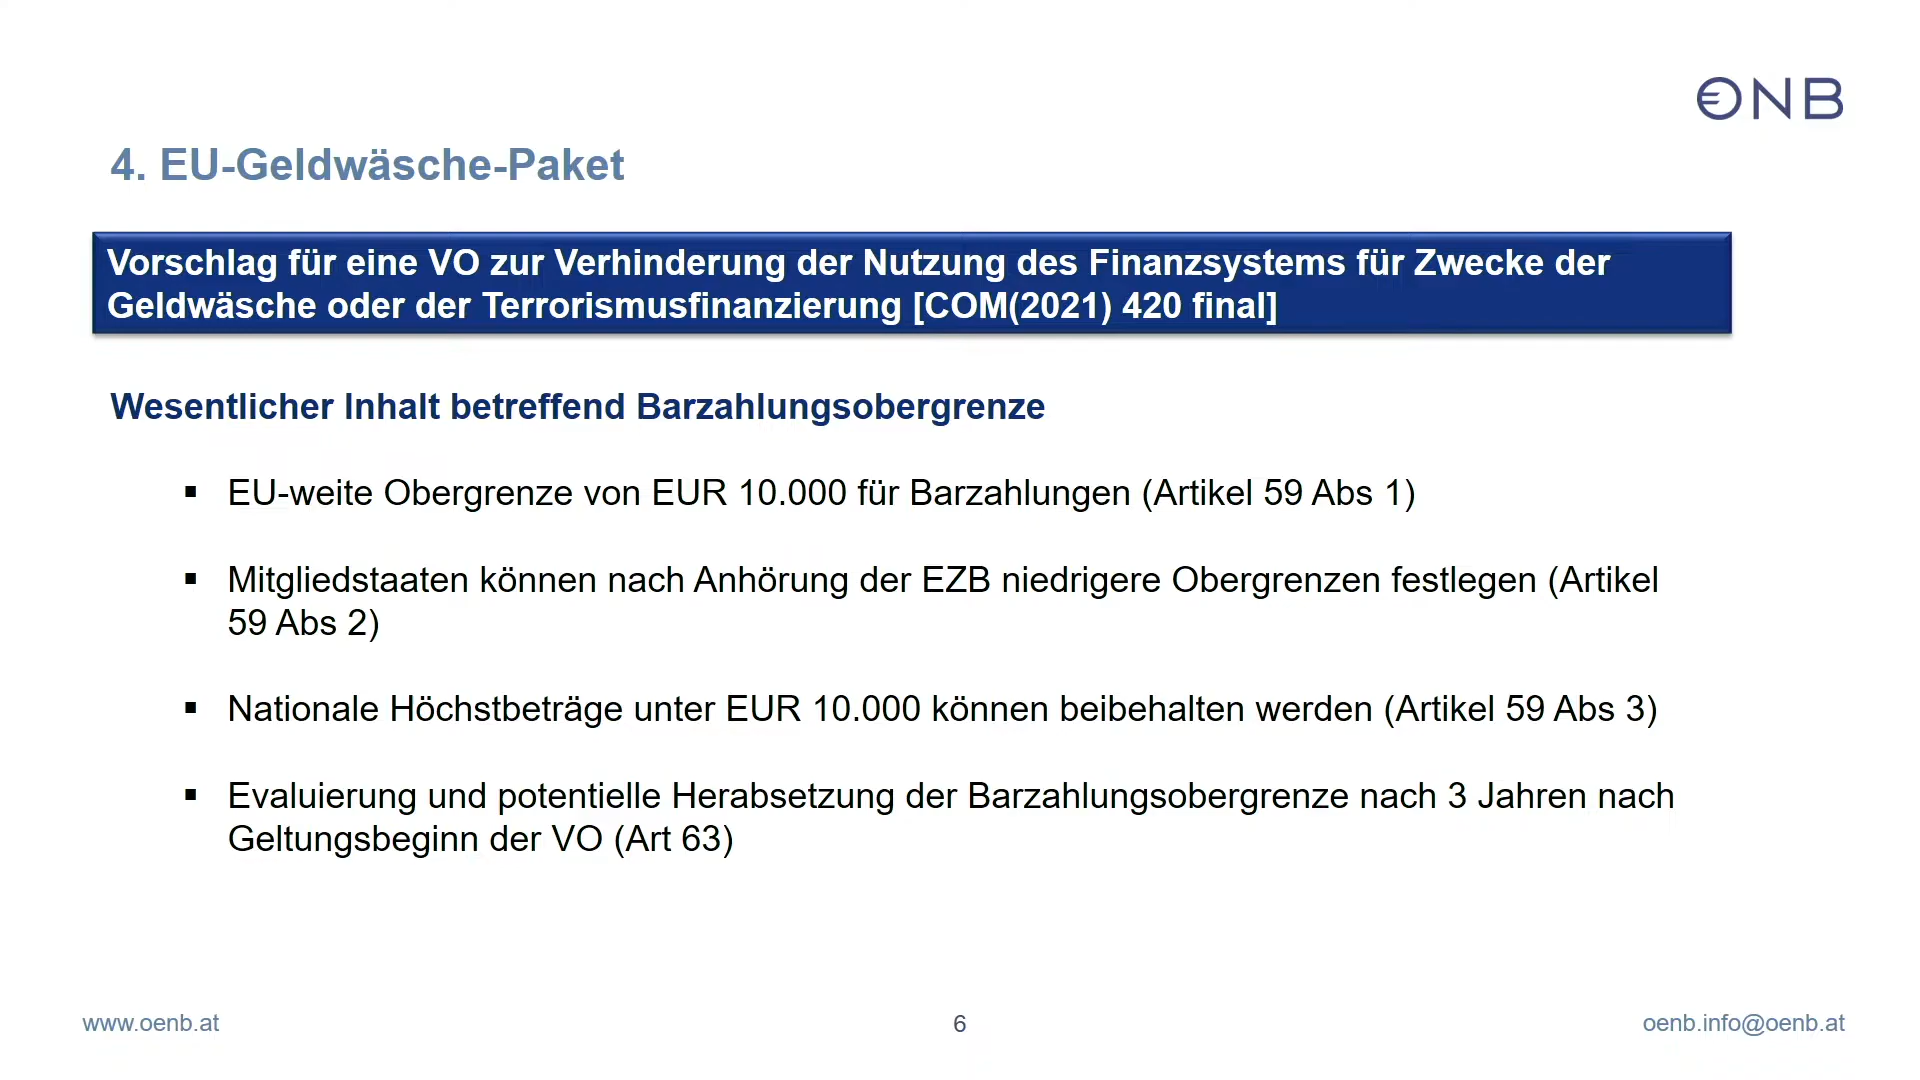 ONB
4. EU-Geldwäsche-Paket
Vorschlag für eine VO zur Verhinderung der Nutzung des Finanzsystems für Zwecke der
Geldwäsche oder der Terrorismusfinanzierung [COM(2021) 420 final]
Wesentlicher Inhalt betreffend Barzahlungsobergrenze
▪ EU-weite Obergrenze von EUR 10.000 für Barzahlungen (Artikel 59 Abs 1)
▪ Mitgliedstaaten können nach Anhörung der EZB niedrigere Obergrenzen festlegen (Artikel
59 Abs 2)
▪ Nationale Höchstbeträge unter EUR 10.000 können beibehalten werden (Artikel 59 Abs 3)
▪ Evaluierung und potentielle Herabsetzung der Barzahlungsobergrenze nach 3 Jahren nach
Geltungsbeginn der VO (Art 63)
www.oenb.at
6
oenb.info@oenb.at